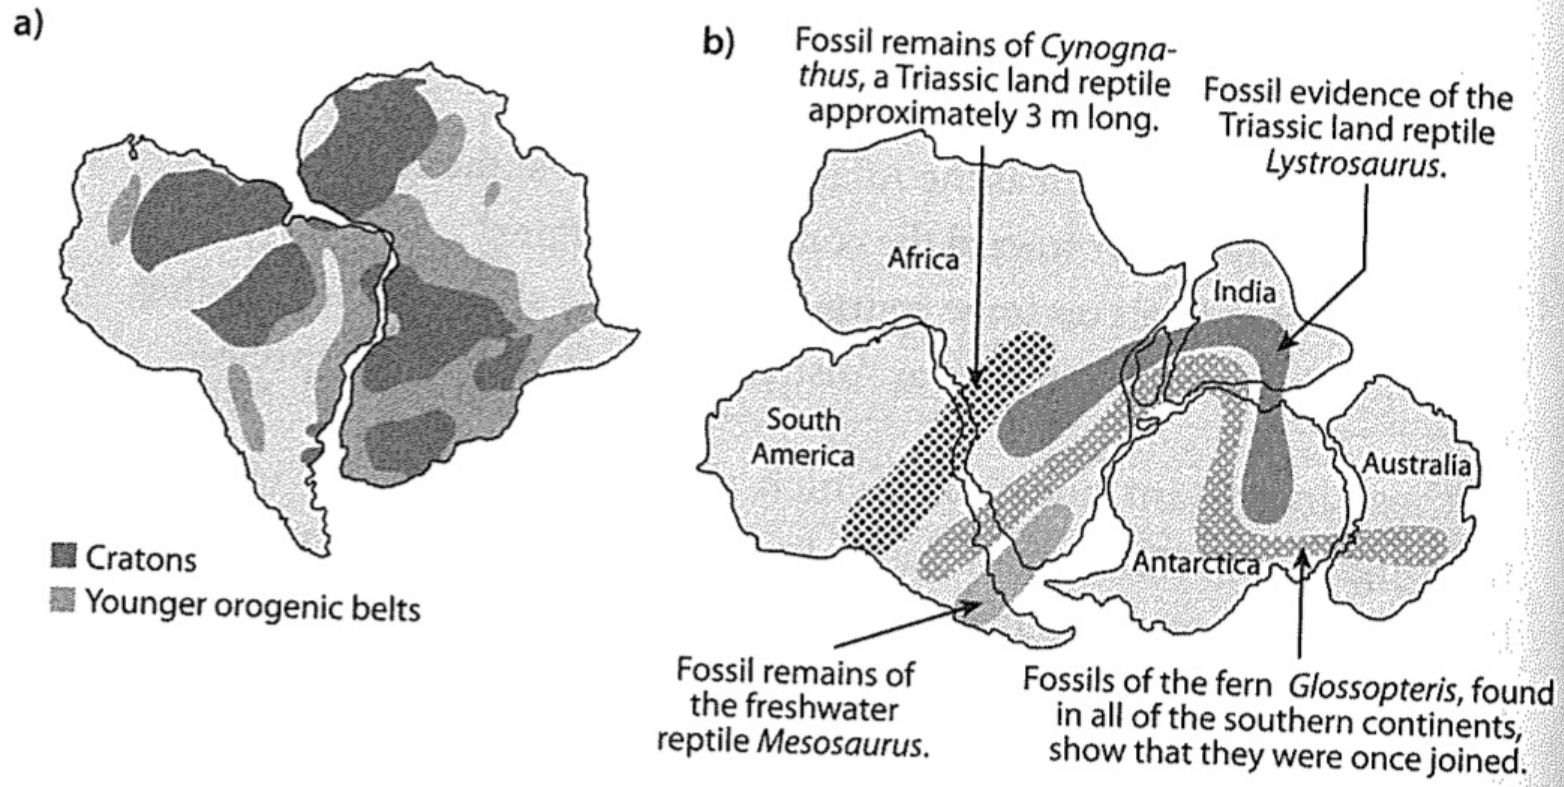 a)
Cratons
Younger orogenic belts
b)
Fossil remains of Cynogna-
thus, a Triassic land reptile
approximately 3 m long.
Fossil evidence of the
Triassic land reptile
Lystrosaurus.
Africa
India
South
America
Australia
Antarctica
Fossil remains of
the freshwater
reptile Mesosaurus.
Fossils of the fern Glossopteris, found
in all of the southern continents,
show that they were once joined.